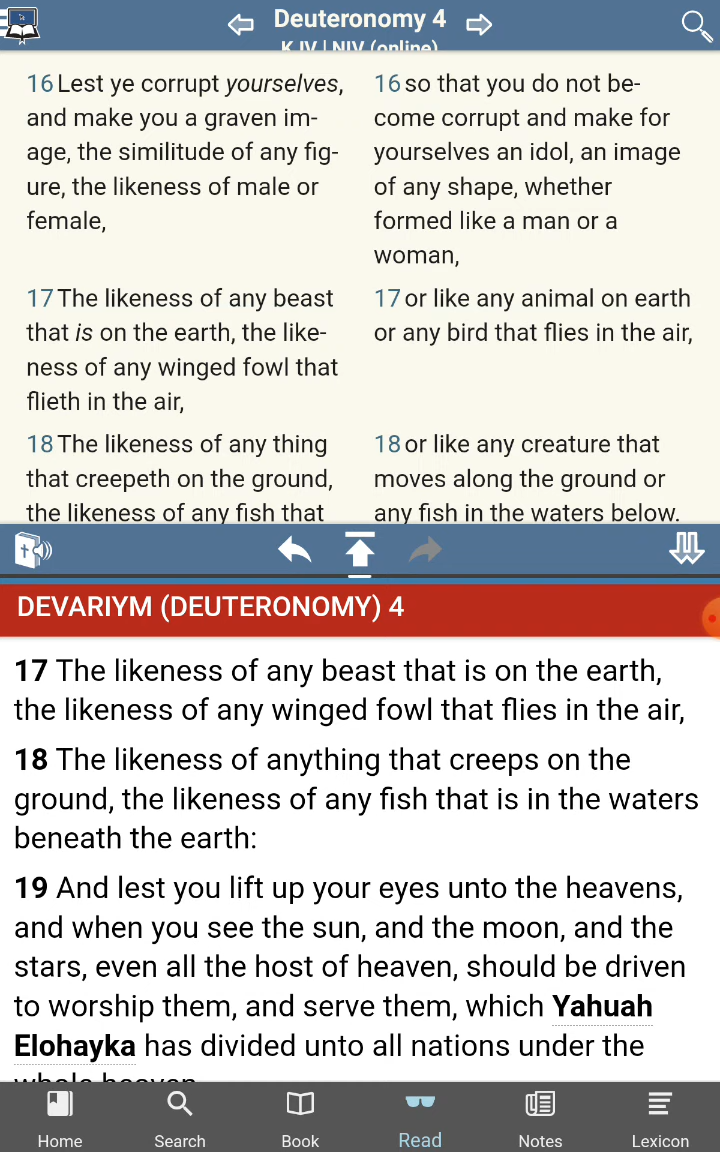 Deuteronomy 4
KJV | NIV (online)
16 Lest ye corrupt yourselves,
and make you a graven im-
age, the similitude of any fig-
ure, the likeness of male or
female,
17 The likeness of any beast
that is on the earth, the like-
ness of any winged fowl that
flieth in the air,
18 The likeness of any thing
that creepeth on the ground,
the likeness of any fish that
16 so that you do not be-
come corrupt and make for
yourselves an idol, an image
of any shape, whether
formed like a man or a
woman,
17 or like any animal on earth
or any bird that flies in the air,
18 or like any creature that
moves along the ground or
any fish in the waters below.
DEVARIYM (DEUTERONOMY) 4
17 The likeness of any beast that is on the earth,
the likeness of any winged fowl that flies in the air,
18 The likeness of anything that creeps on the
ground, the likeness of any fish that is in the waters
beneath the earth:
19 And lest you lift up your eyes unto the heavens,
and when you see the sun, and the moon, and the
stars, even all the host of heaven, should be driven
to worship them, and serve them, which Yahuah
Elohayka has divided unto all nations under the
whole heaven
Home
Search
Book
Read
Notes
Lexicon